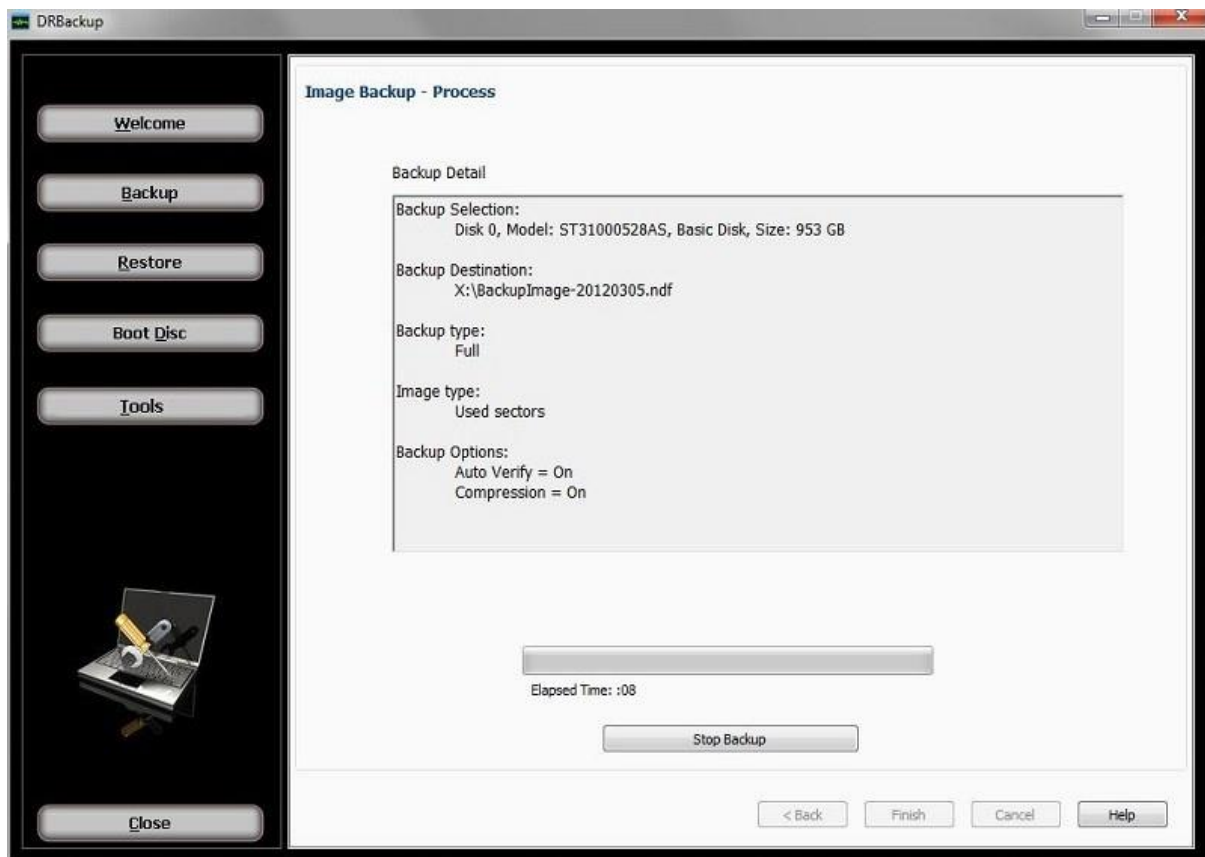 DRBackup
Welcome
Backup
Restore
Boot Disc
Tools
Close
Image Backup - Process
Backup Detail
Backup Selection:
Disk 0, Model: ST31000528AS, Basic Disk, Size: 953 GB
Backup Destination:
X:\BackupImage-20120305.ndf
Backup type:
Full
Image type:
Used sectors
Backup Options:
Auto Verify = On
Compression = On
Elapsed Time: :08
Stop Backup
< Back Finish Cancel Help